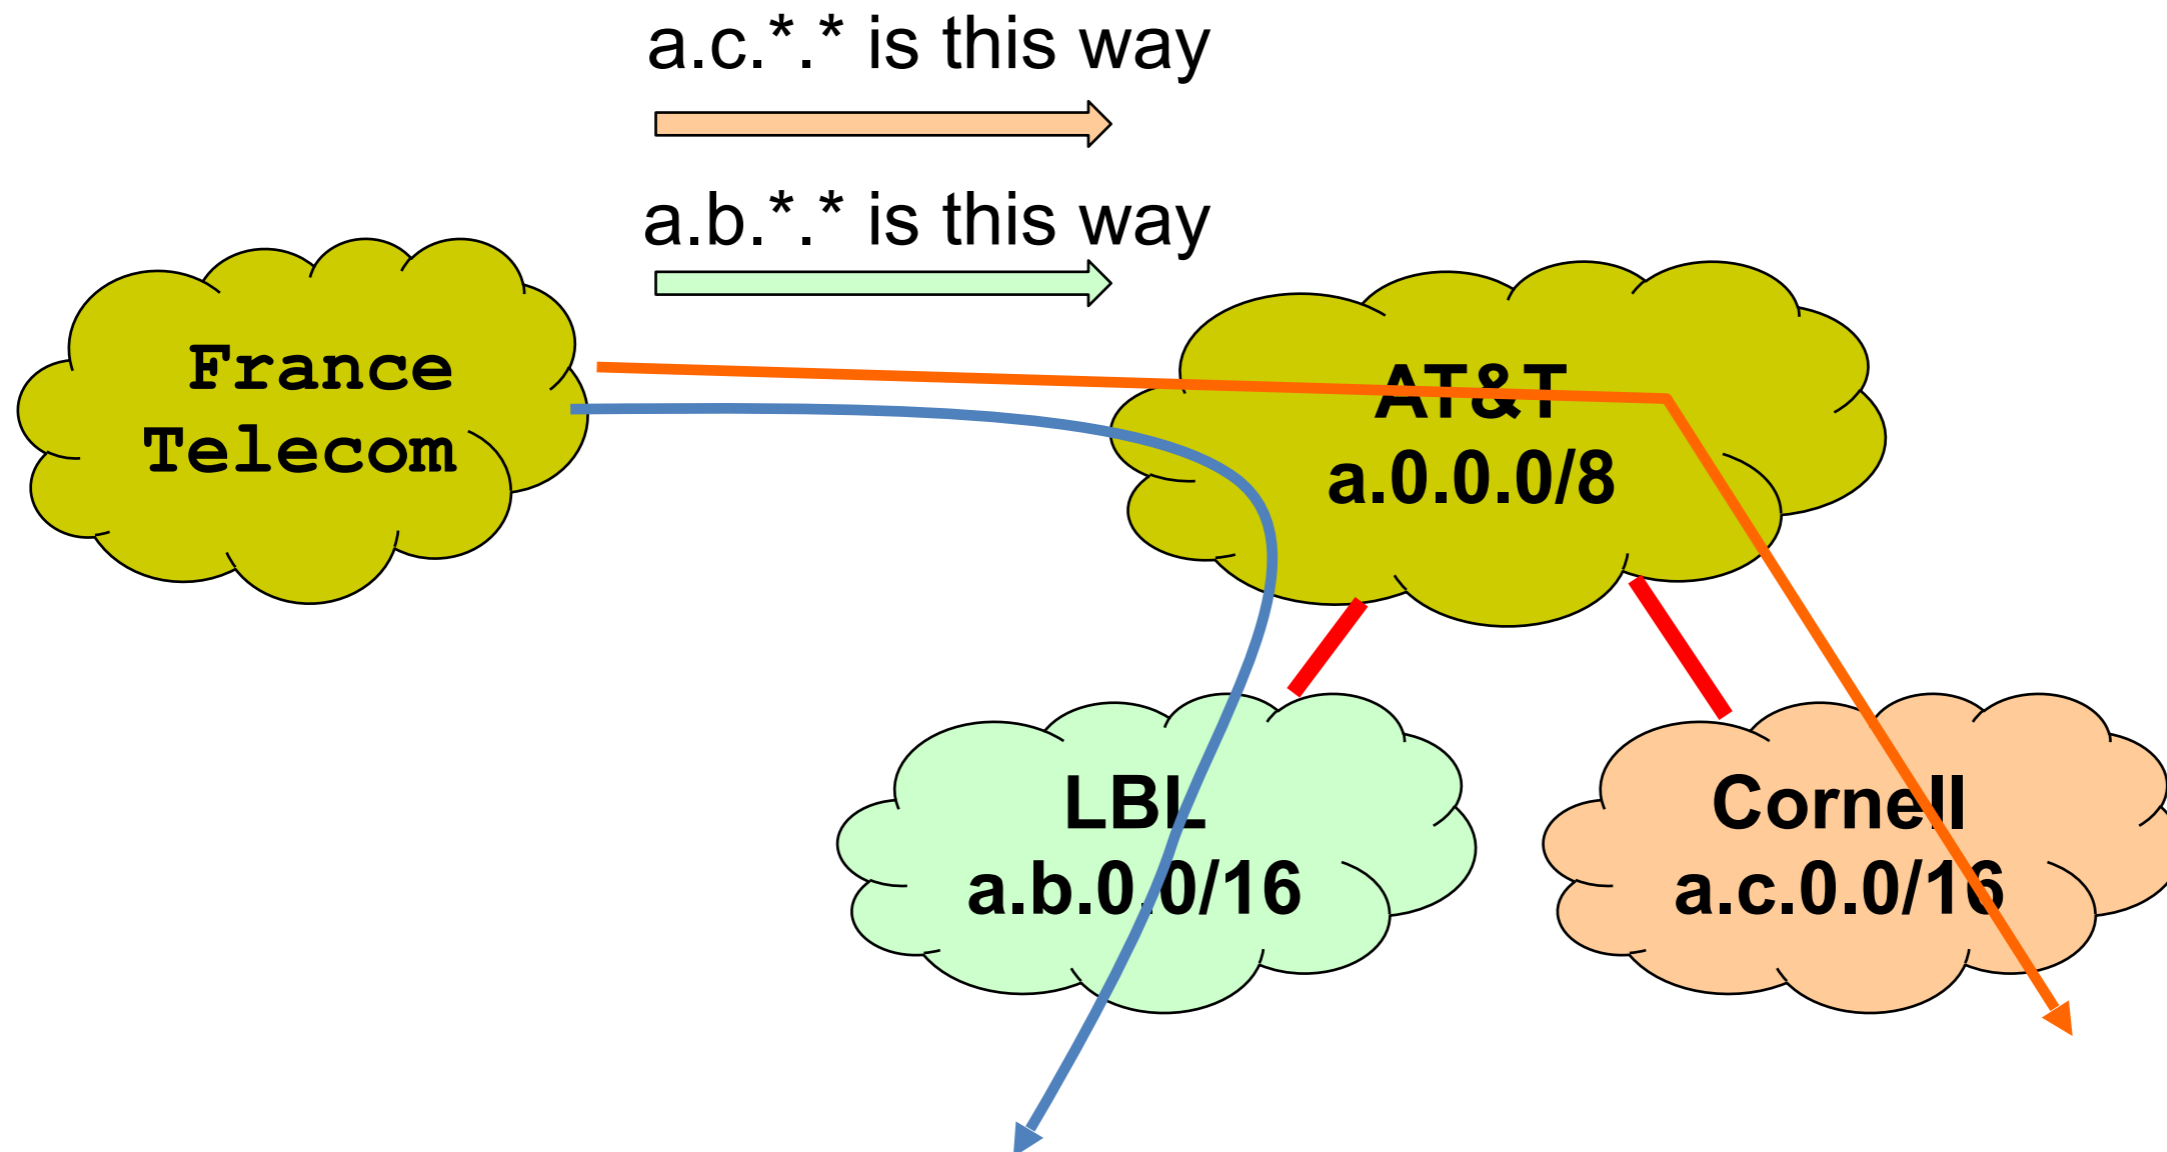 a.c.*.* is this way
a.b.*.* is this way
France
Telecom
AT&T
a.0.0.0/8
LBL
a.b.0.0/16
Cornell
a.c.0.0/16